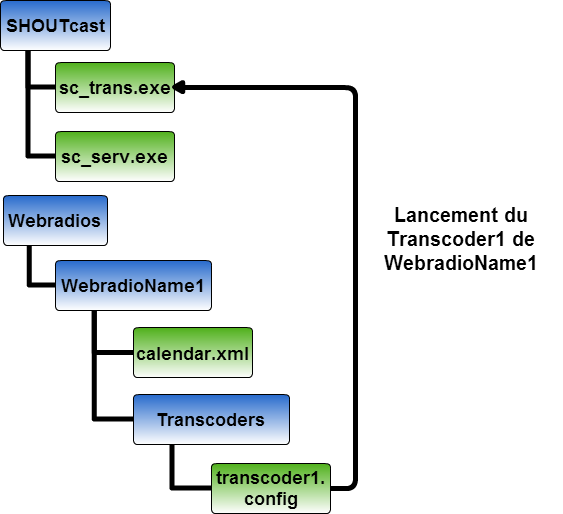 SHOUTcast
sc_trans.exe
sc_serv.exe
Webradios
WebradioName1
calendar.xml
Transcoders
transcoder1.
config
Lancement du
Transcoder1 de
WebradioName1